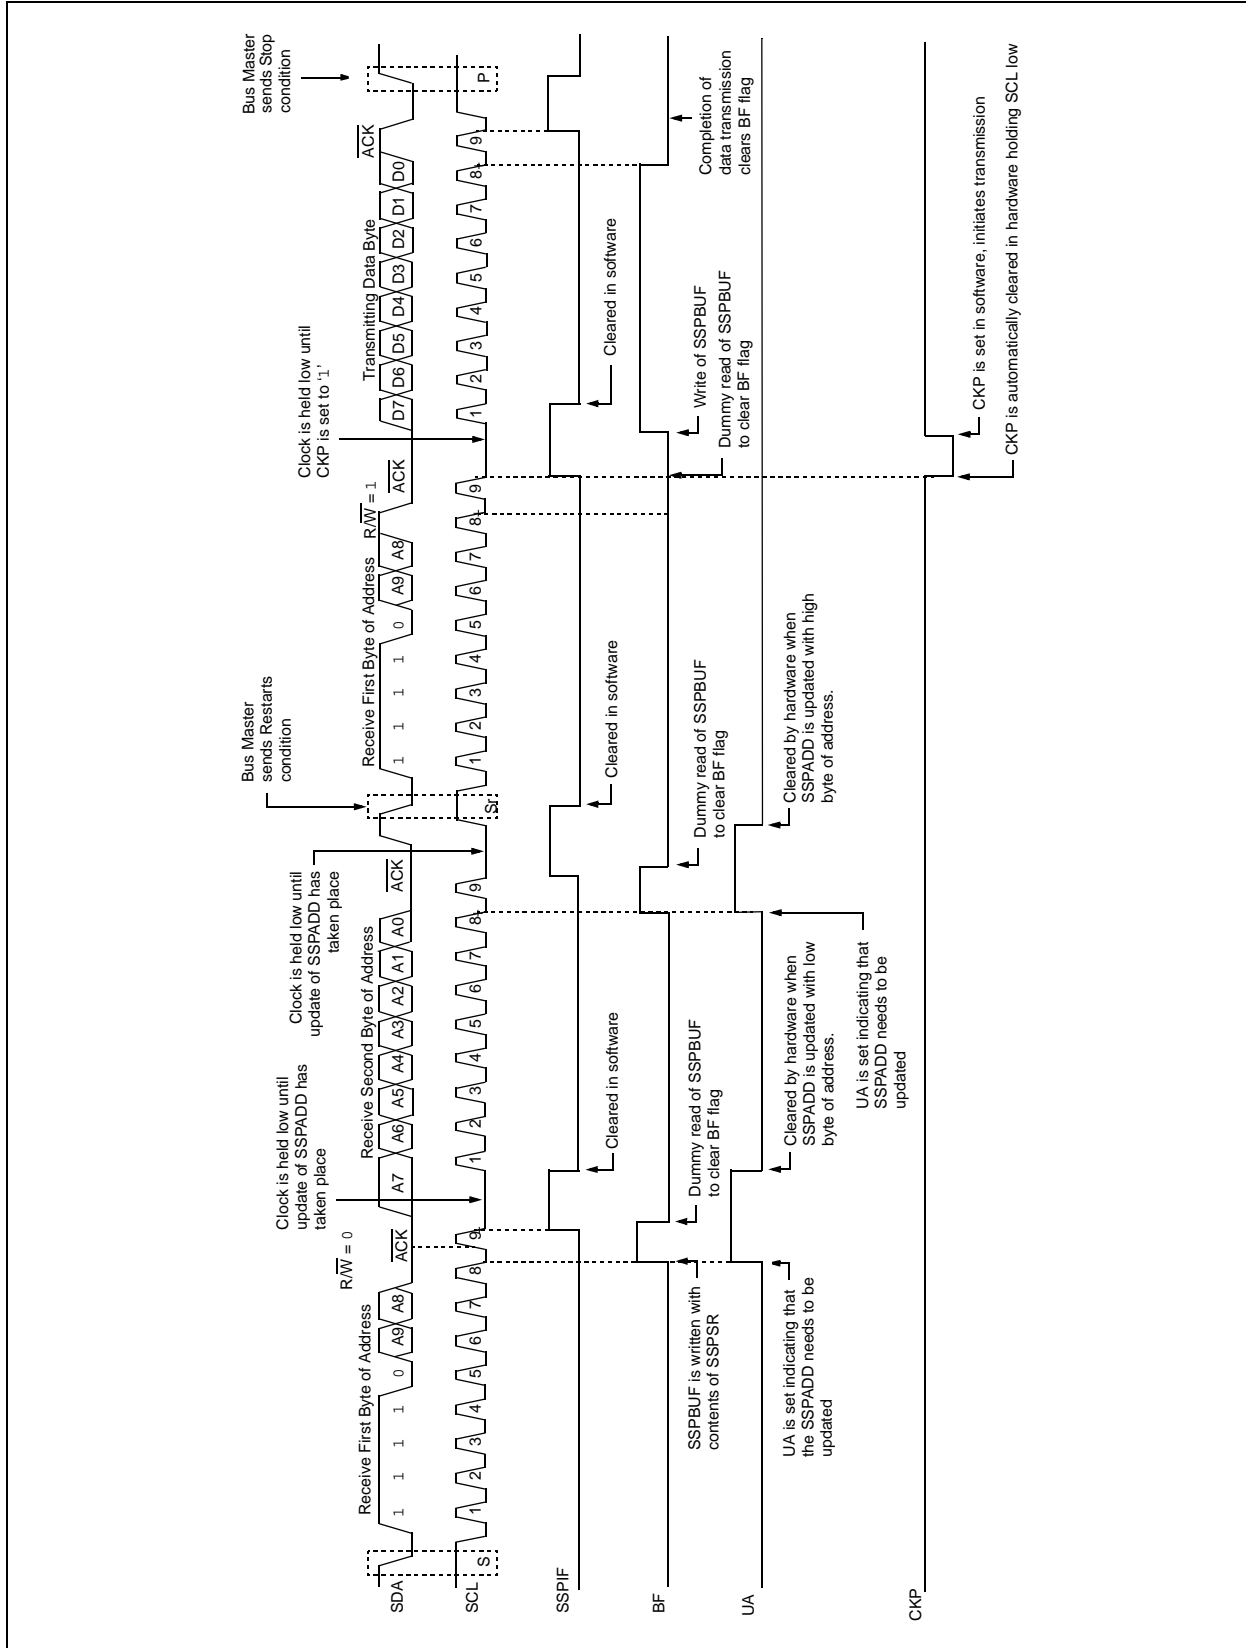 Bus Master
sends Stop
condition
Bus Master
sends Restarts
condition
Clock is held low until
CKP is set to ‘1’
Clock is held low until
update of SSPADD has
taken place
Clock is held low until
update of SSPADD has
taken place
R/W = 0
R/W = 1
Receive First Byte of Address
ACK
Receive Second Byte of Address
ACK
Receive First Byte of Address
ACK
Transmitting Data Byte
ACK
SDA
1 1 1 1 0 A9 A8
A7 A6 A5 A4 A3 A2 A1 A0
1 1 1 1 0 A9 A8
D7 D6 D5 D4 D3 D2 D1 D0
SCL
S 1 2 3 4 5 6 7 8 9
1 2 3 4 5 6 7 8 9
Sr 1 2 3 4 5 6 7 8 9
1 2 3 4 5 6 7 8 9 P
SSPIF
Cleared in software
Cleared in software
Cleared in software
BF
SSPBUF is written with
contents of SSPSR
Dummy read of SSPBUF
to clear BF flag
Dummy read of SSPBUF
to clear BF flag
Write of SSPBUF
Dummy read of SSPBUF
to clear BF flag
Completion of
data transmission
clears BF flag
UA
UA is set indicating that
the SSPADD needs to be
updated
Cleared by hardware when
SSPADD is updated with low
byte of address.
UA is set indicating that
SSPADD needs to be
updated
Cleared by hardware when
SSPADD is updated with high
byte of address.
CKP
CKP is set in software, initiates transmission
CKP is automatically cleared in hardware holding SCL low